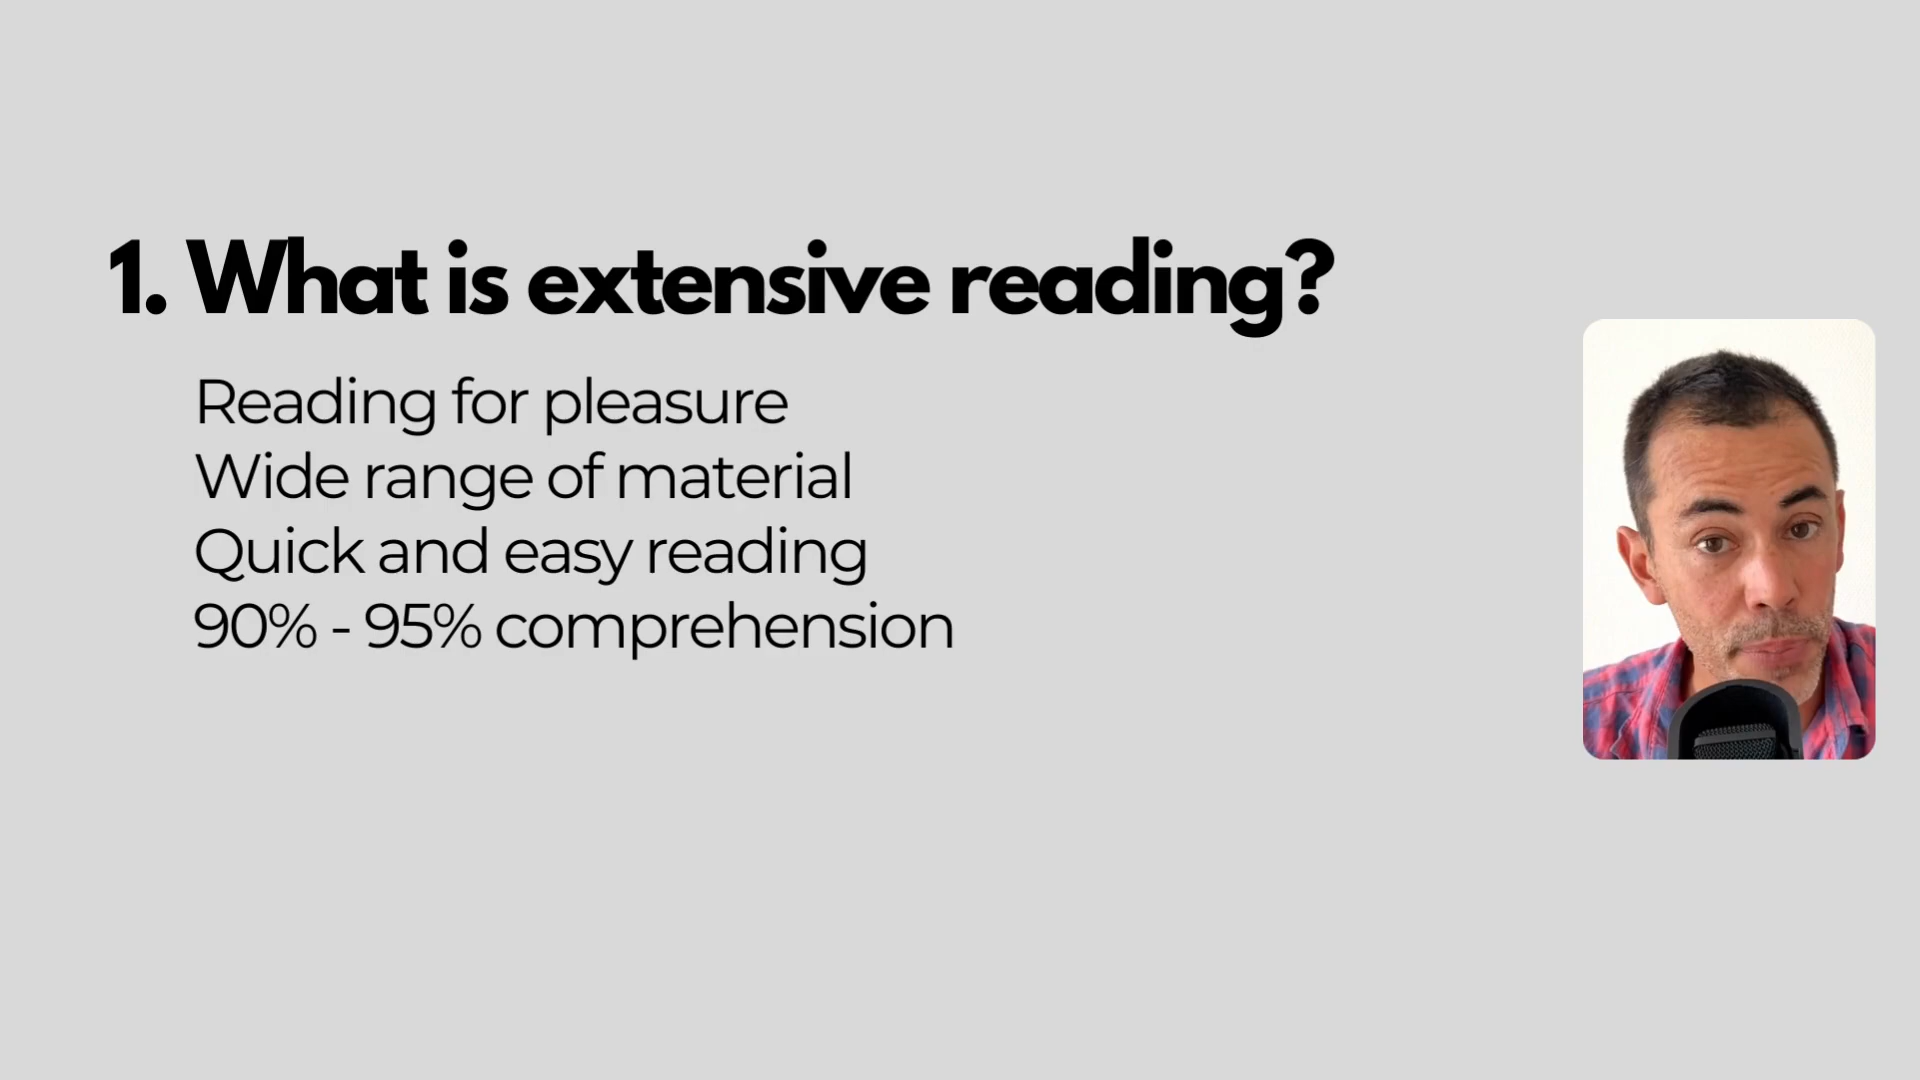 1. What is extensive reading?
Reading for pleasure
Wide range of material
Quick and easy reading
90% - 95% comprehension